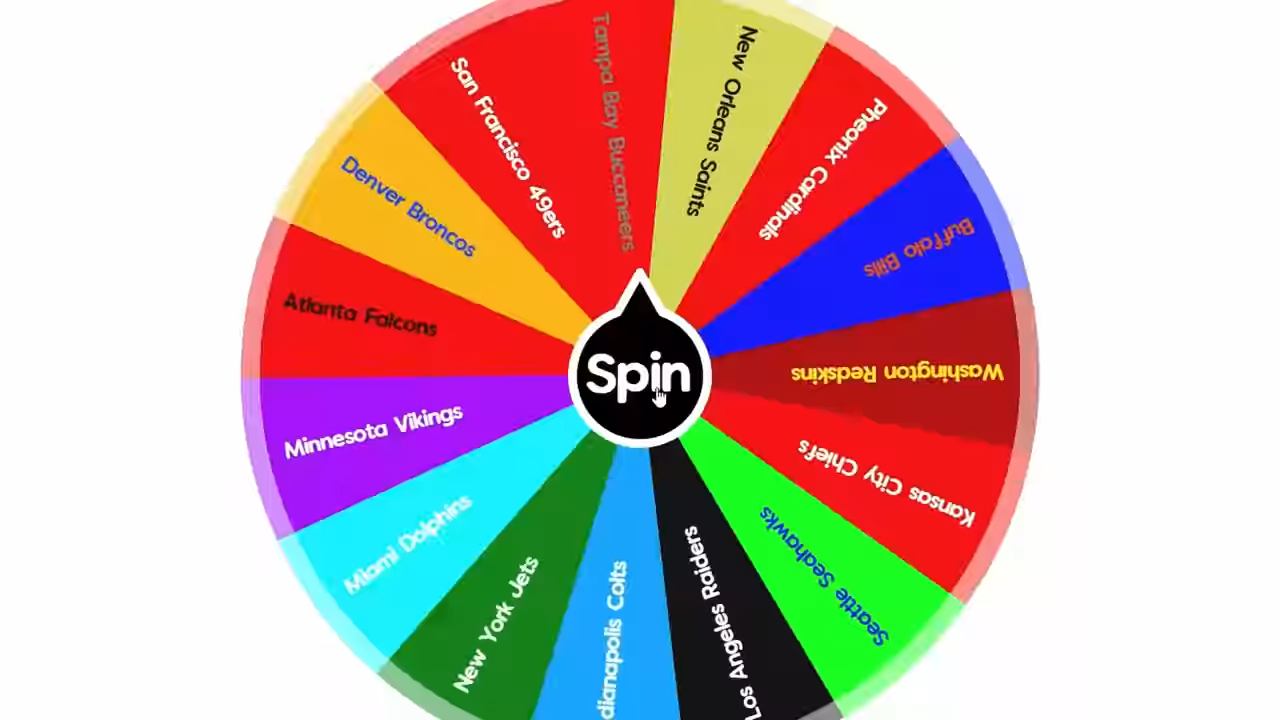 Tampa Bay Buccaneers
New Orleans Saints
Pheonix Cardinals
Buffalo Bills
Washington Redskins
Kansas City Chiefs
Seattle Seahawks
Los Angeles Raiders
dianapolis Colts
New York Jets
Miami Dolphins
Minnesota Vikings
Atlanta Falcons
Denver Broncos
San Francisco 49ers
Spin